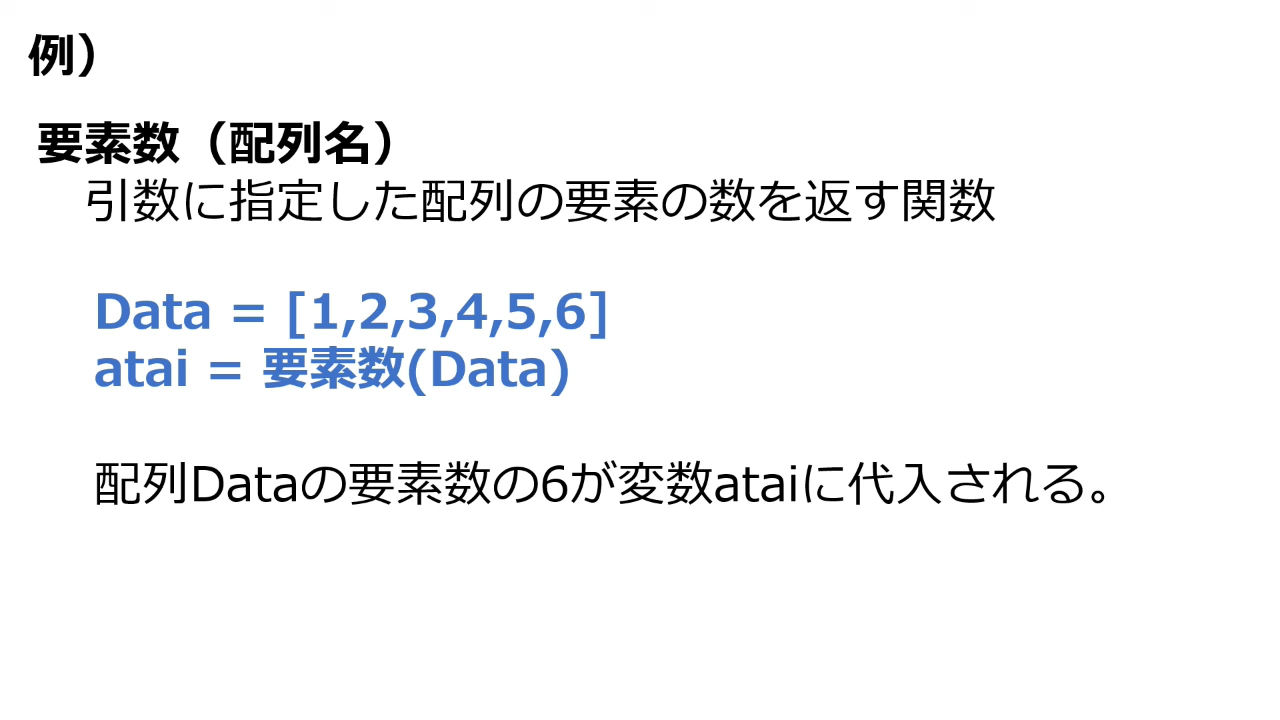 例）
要素数（配列名）
引数に指定した配列の要素の数を返す関数
Data = [1,2,3,4,5,6]
atai = 要素数(Data)
配列Dataの要素数の6が変数ataiに代入される。